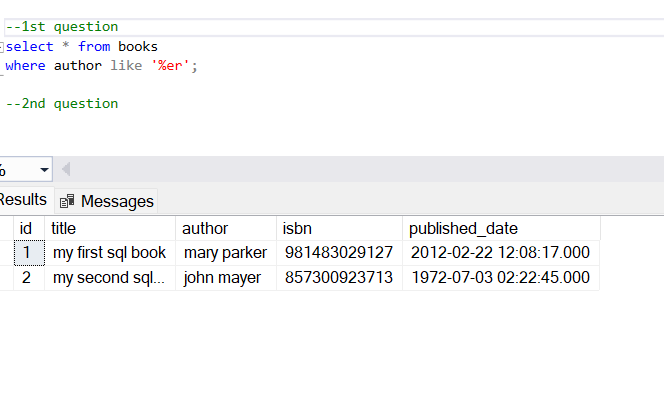 --1st question
select * from books
where author like '%er';
--2nd question
%
Results Messages
id title author isbn published_date
1 my first sql book mary parker 981483029127 2012-02-22 12:08:17.000
2 my second sql... john mayer 857300923713 1972-07-03 02:22:45.000